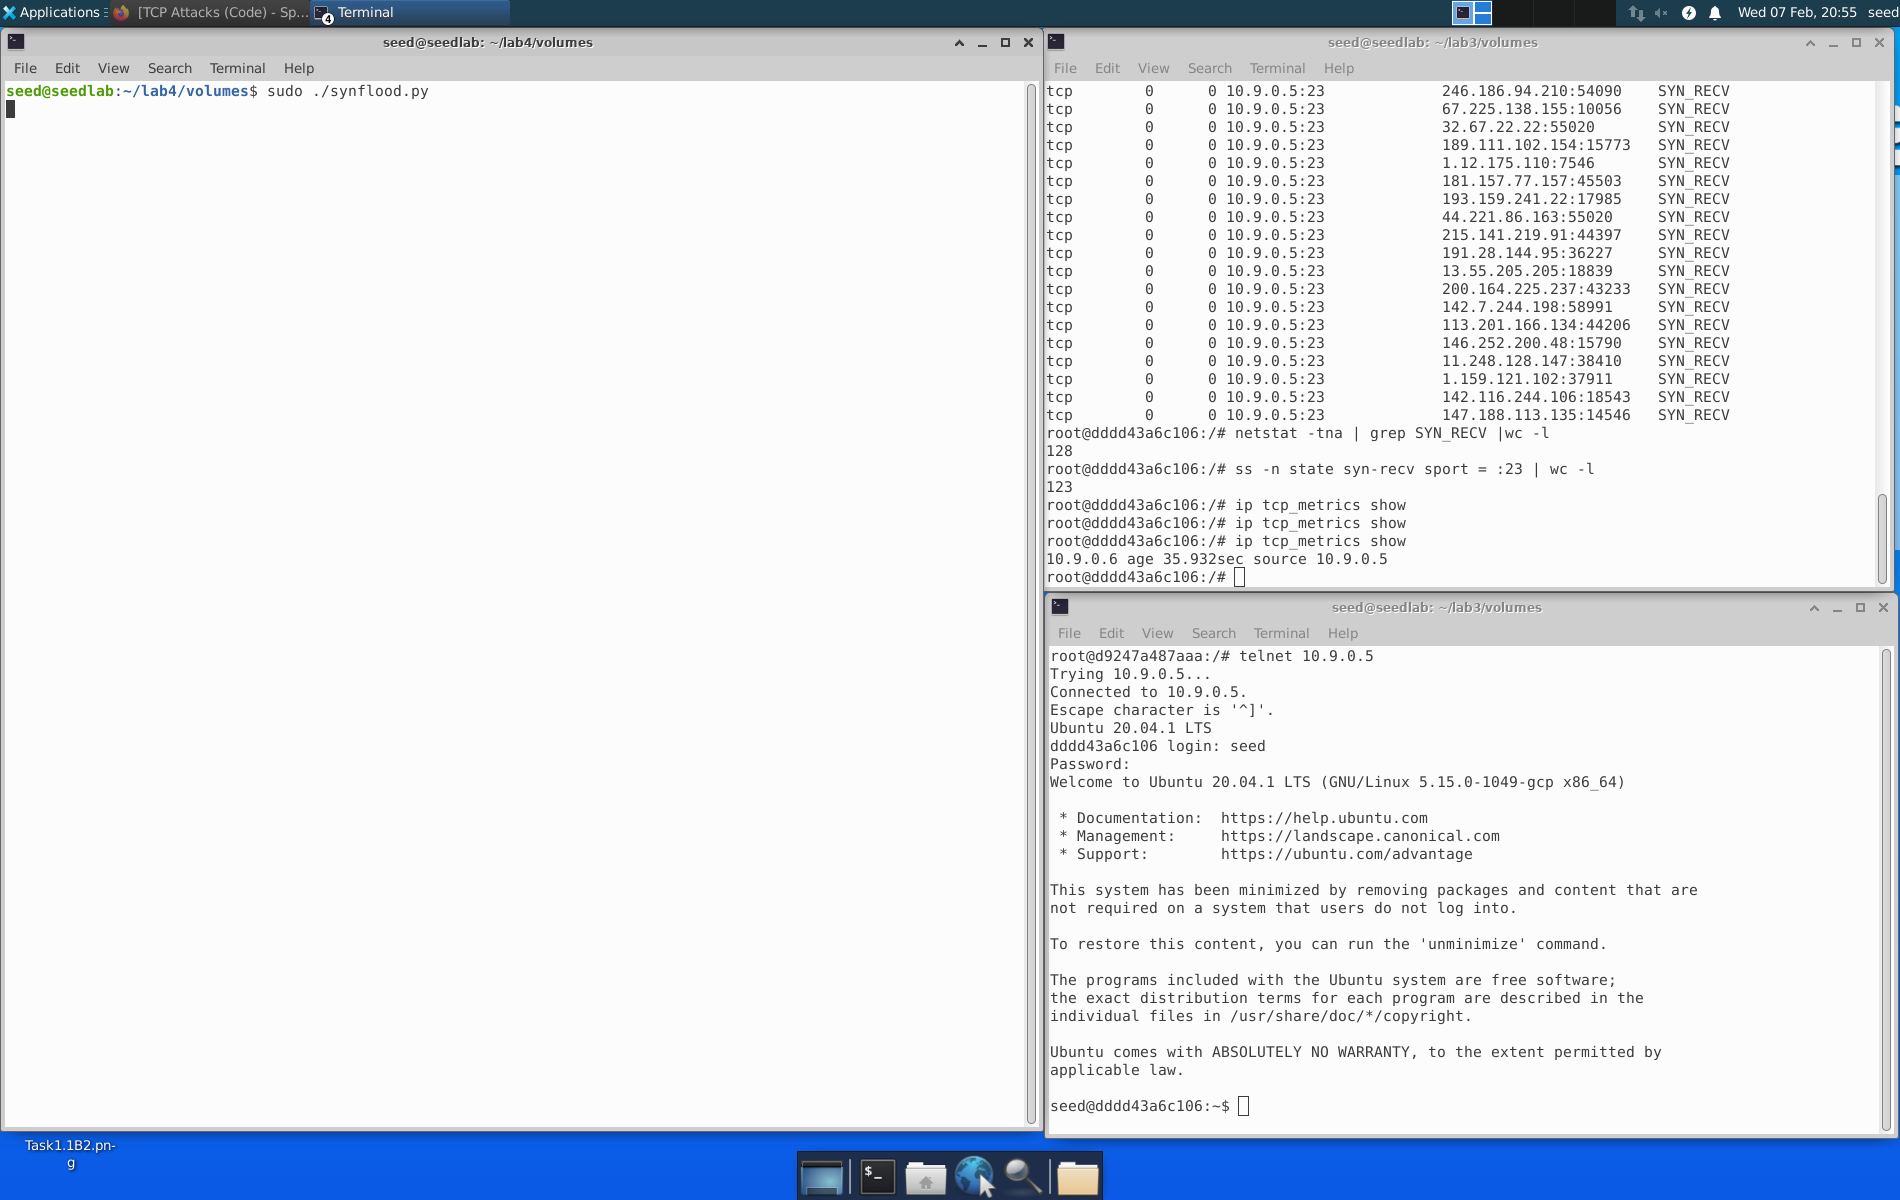 Applications
[TCP Attacks (Code) - Sp...
4
Terminal
Wed 07 Feb, 20:55
seed
seed@seedlab: ~/lab4/volumes
File Edit View Search Terminal Help
seed@seedlab:~/lab4/volumes$ sudo ./synflood.py
seed@seedlab: ~/lab3/volumes
File Edit View Search Terminal Help
tcp 0 0 10.9.0.5:23 246.186.94.210:54090 SYN_RECV
tcp 0 0 10.9.0.5:23 67.225.138.155:10056 SYN_RECV
tcp 0 0 10.9.0.5:23 32.67.22.22:55020 SYN_RECV
tcp 0 0 10.9.0.5:23 189.111.102.154:15773 SYN_RECV
tcp 0 0 10.9.0.5:23 1.12.175.110:7546 SYN_RECV
tcp 0 0 10.9.0.5:23 181.157.77.157:45503 SYN_RECV
tcp 0 0 10.9.0.5:23 193.159.241.22:17985 SYN_RECV
tcp 0 0 10.9.0.5:23 44.221.86.163:55020 SYN_RECV
tcp 0 0 10.9.0.5:23 215.141.219.91:44397 SYN_RECV
tcp 0 0 10.9.0.5:23 191.28.144.95:36227 SYN_RECV
tcp 0 0 10.9.0.5:23 13.55.205.205:18839 SYN_RECV
tcp 0 0 10.9.0.5:23 200.164.225.237:43233 SYN_RECV
tcp 0 0 10.9.0.5:23 142.7.244.198:58991 SYN_RECV
tcp 0 0 10.9.0.5:23 113.201.166.134:44206 SYN_RECV
tcp 0 0 10.9.0.5:23 146.252.200.48:15790 SYN_RECV
tcp 0 0 10.9.0.5:23 11.248.128.147:38410 SYN_RECV
tcp 0 0 10.9.0.5:23 1.159.121.102:37911 SYN_RECV
tcp 0 0 10.9.0.5:23 142.116.244.106:18543 SYN_RECV
tcp 0 0 10.9.0.5:23 147.188.113.135:14546 SYN_RECV
root@dddd43a6c106:/# netstat -tna | grep SYN_RECV |wc -l
128
root@dddd43a6c106:/# ss -n state syn-recv sport = :23 | wc -l
123
root@dddd43a6c106:/# ip tcp_metrics show
root@dddd43a6c106:/# ip tcp_metrics show
root@dddd43a6c106:/# ip tcp_metrics show
10.9.0.6 age 35.932sec source 10.9.0.5
root@dddd43a6c106:/#
seed@seedlab: ~/lab3/volumes
File Edit View Search Terminal Help
root@d9247a487aaa:/# telnet 10.9.0.5
Trying 10.9.0.5...
Connected to 10.9.0.5.
Escape character is '^]'.
Ubuntu 20.04.1 LTS
dddd43a6c106 login: seed
Password:
Welcome to Ubuntu 20.04.1 LTS (GNU/Linux 5.15.0-1049-gcp x86_64)
* Documentation: https://help.ubuntu.com
* Management: https://landscape.canonical.com
* Support: https://ubuntu.com/advantage
This system has been minimized by removing packages and content that are
not required on a system that users do not log into.
To restore this content, you can run the 'unminimize' command.
The programs included with the Ubuntu system are free software;
the exact distribution terms for each program are described in the
individual files in /usr/share/doc/*/copyright.
Ubuntu comes with ABSOLUTELY NO WARRANTY, to the extent permitted by
applicable law.
seed@dddd43a6c106:~$
Task1.1B2.pn-
g
$_